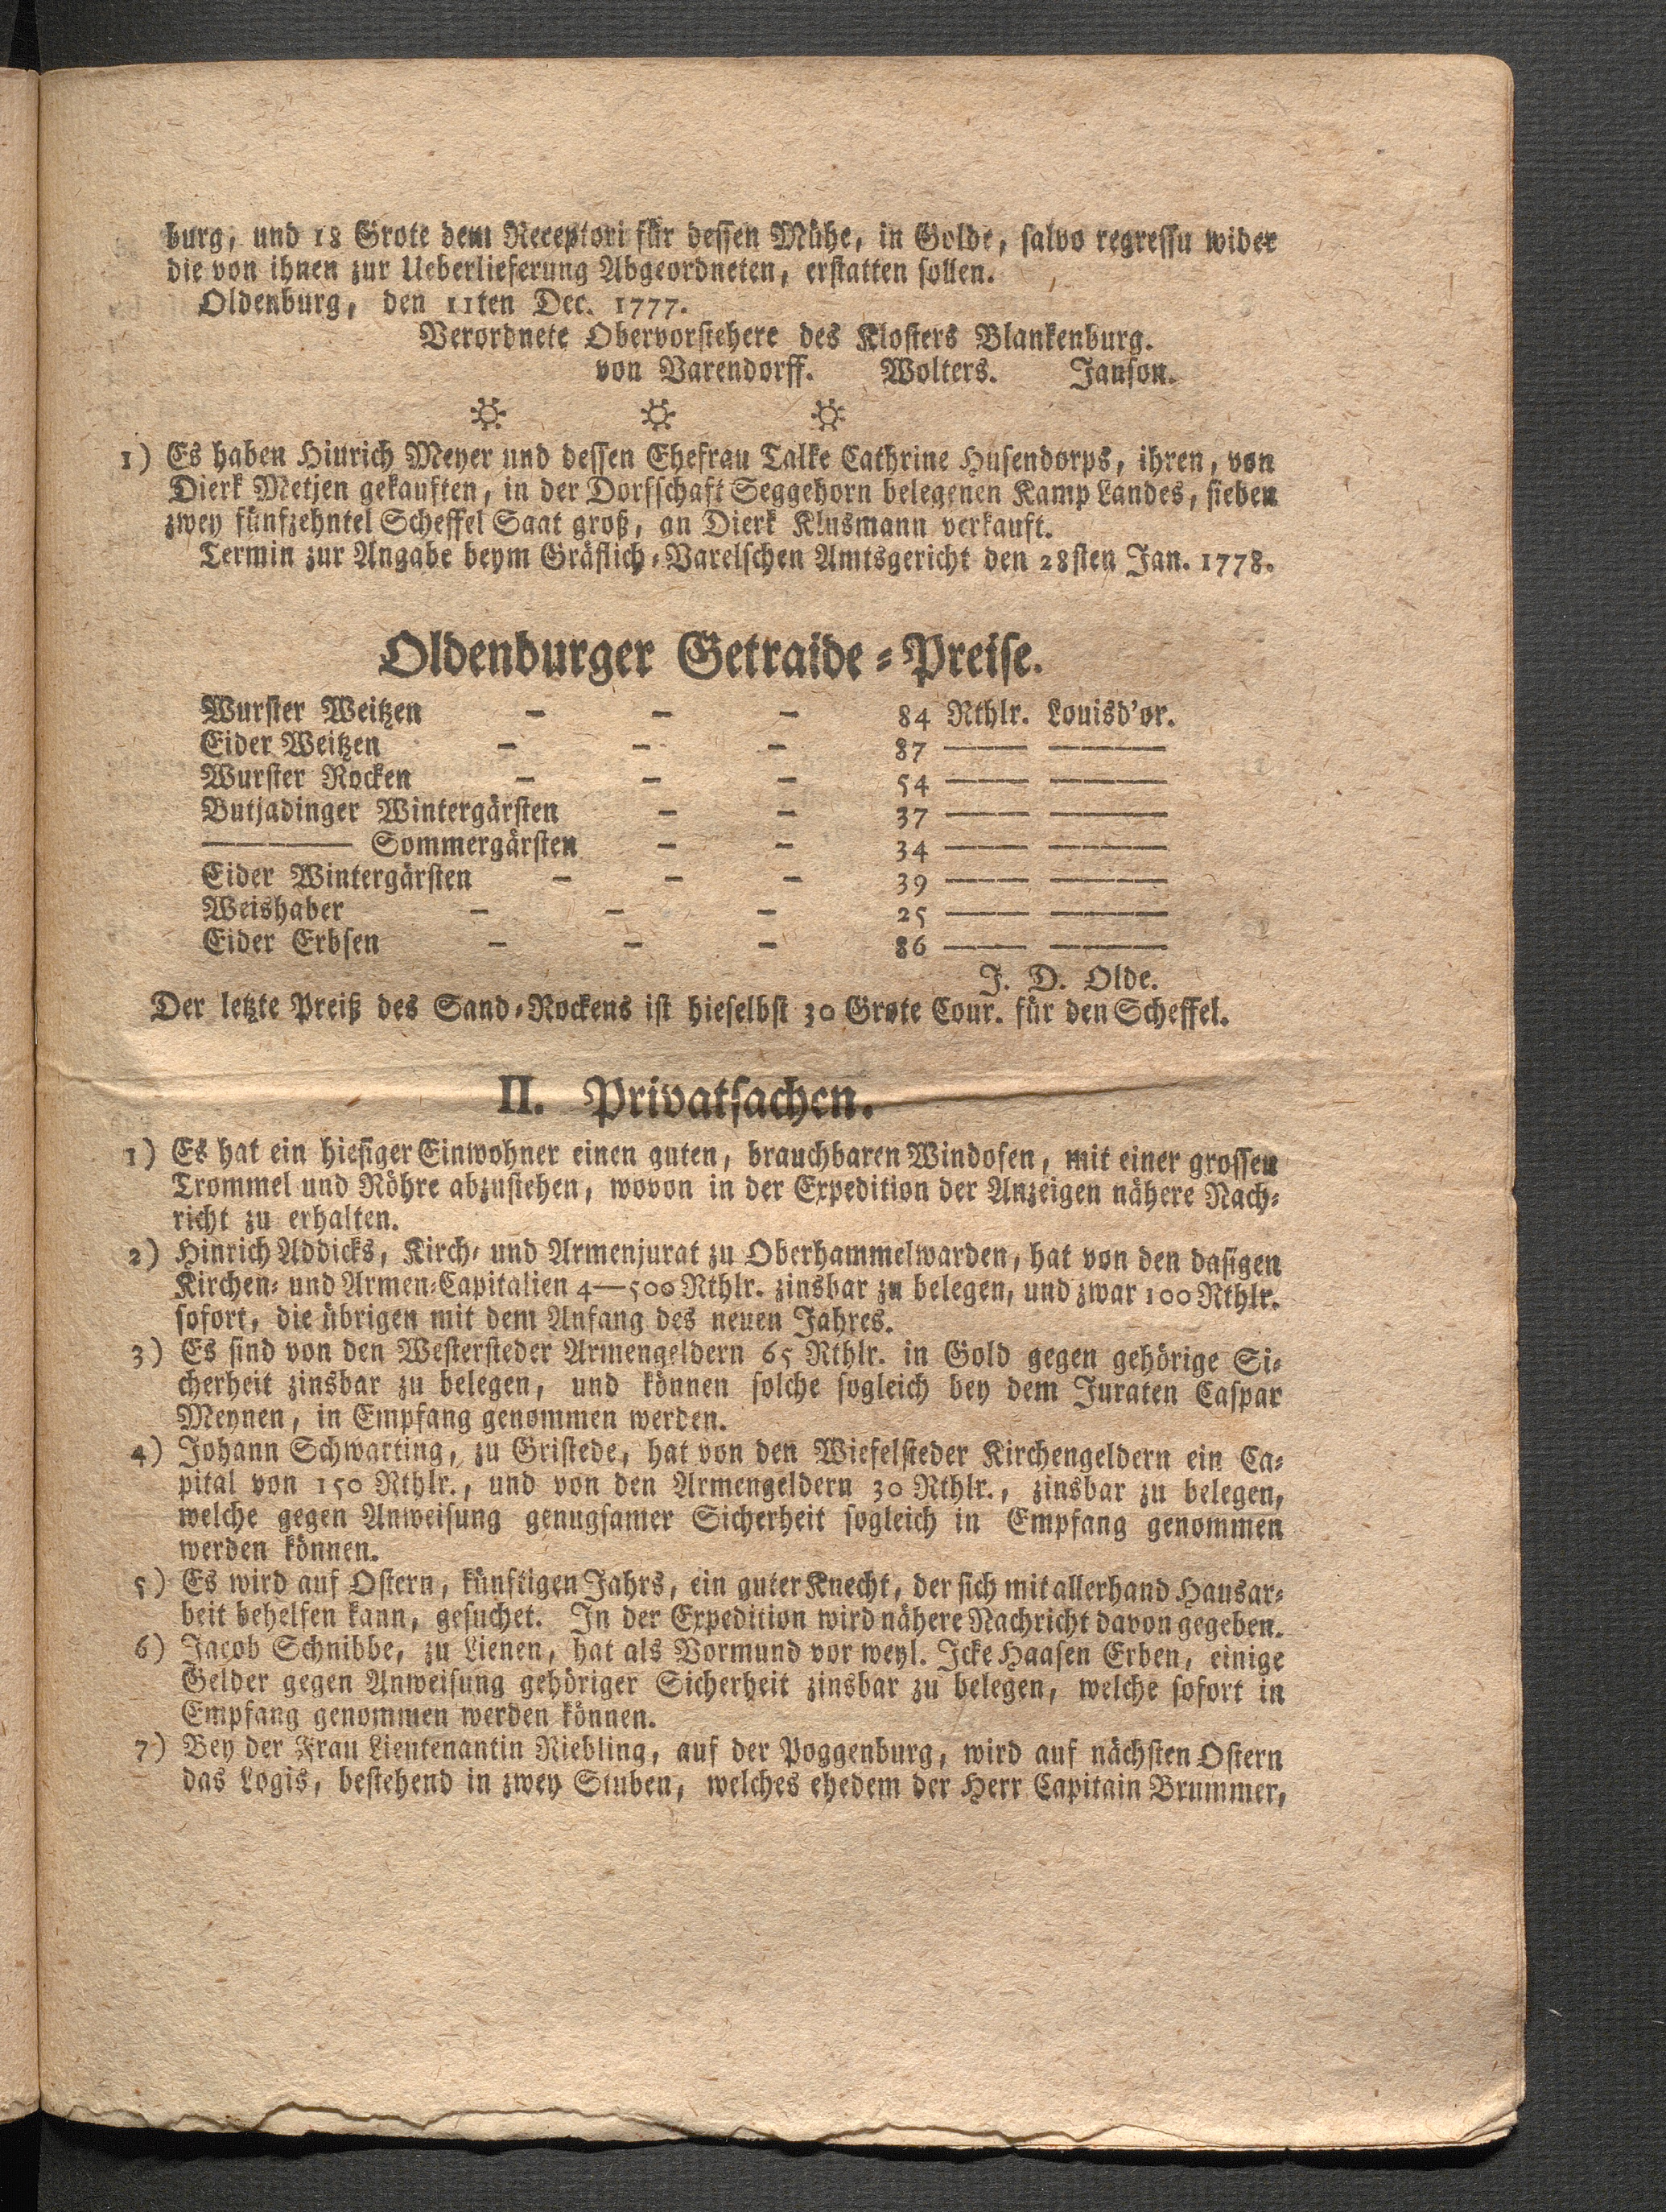 burg, und 18 Grote dem Receptori für dessen Mühe, in Golde, salvo regressu wider
die von ihnen zur Ueberlieferung Abgeordneten, erstatten sollen.
Oldenburg, den 11ten Dec. 1777.
Verordnete Obervorstehere des Klosters Blankenburg.
von Varendorff. Wolters. Janson.
1) Es haben Hinrich Meyer und dessen Ehefrau Talke Cathrine Husendorps, ihren, von
Dierk Metjen gekauften, in der Dorfschaft Seggehorn belegenen Kamp Landes, sieben
zwey fünfzehntel Scheffel Saat groß, an Dierk Klusmann verkauft.
Termin zur Angabe beym Gräflich-Varelschen Amtsgericht den 28sten Jan. 1778.
Oldenburger Getraide-Preise.
Wurster Weitzen - - - 84 Rthlr. Louisd'or.
Eider Weitzen - - - 87 — —
Wurster Rocken - - - 54 — —
Butjadinger Wintergärsten - - 37 — —
— Sommergärsten - - 34 — —
Eider Wintergärsten - - - 39 — —
Weishaber - - - 25 — —
Eider Erbsen - - - 86 — —
J. D. Olde.
Der letzte Preiß des Sand-Rockens ist hieselbst 30 Grote Cour. für den Scheffel.
II. Privatsachen.
1) Es hat ein hiesiger Einwohner einen guten, brauchbaren Windofen, mit einer grossen
Trommel und Röhre abzustehen, wovon in der Expedition der Anzeigen nähere Nach-
richt zu erhalten.
2) Hinrich Addicks, Kirch- und Armenjurat zu Oberhammelwarden, hat von den dasigen
Kirchen- und Armen-Capitalien 4—500 Rthlr. zinsbar zu belegen, und zwar 100 Rthlr.
sofort, die übrigen mit dem Anfang des neuen Jahres.
3) Es sind von den Westersteder Armengeldern 65 Rthlr. in Gold gegen gehörige Si-
cherheit zinsbar zu belegen, und können solche sogleich bey dem Juraten Caspar
Meynen, in Empfang genommen werden.
4) Johann Schwarting, zu Gristede, hat von den Wiefelsteder Kirchengeldern ein Ca-
pital von 150 Rthlr., und von den Armengeldern 30 Rthlr., zinsbar zu belegen,
welche gegen Anweisung genugsamer Sicherheit sogleich in Empfang genommen
werden können.
5) Es wird auf Ostern, künftigen Jahrs, ein guter Knecht, der sich mit allerhand Hausar-
beit behelfen kann, gesuchet. In der Expedition wird nähere Nachricht davon gegeben.
6) Jacob Schnibbe, zu Lienen, hat als Vormund vor weyl. Icke Haasen Erben, einige
Gelder gegen Anweisung gehöriger Sicherheit zinsbar zu belegen, welche sofort in
Empfang genommen werden können.
7) Bey der Frau Lieutenantin Riebling, auf der Poggenburg, wird auf nächsten Ostern
das Logis, bestehend in zwey Stuben, welches ehedem der Herr Capitain Brummer,